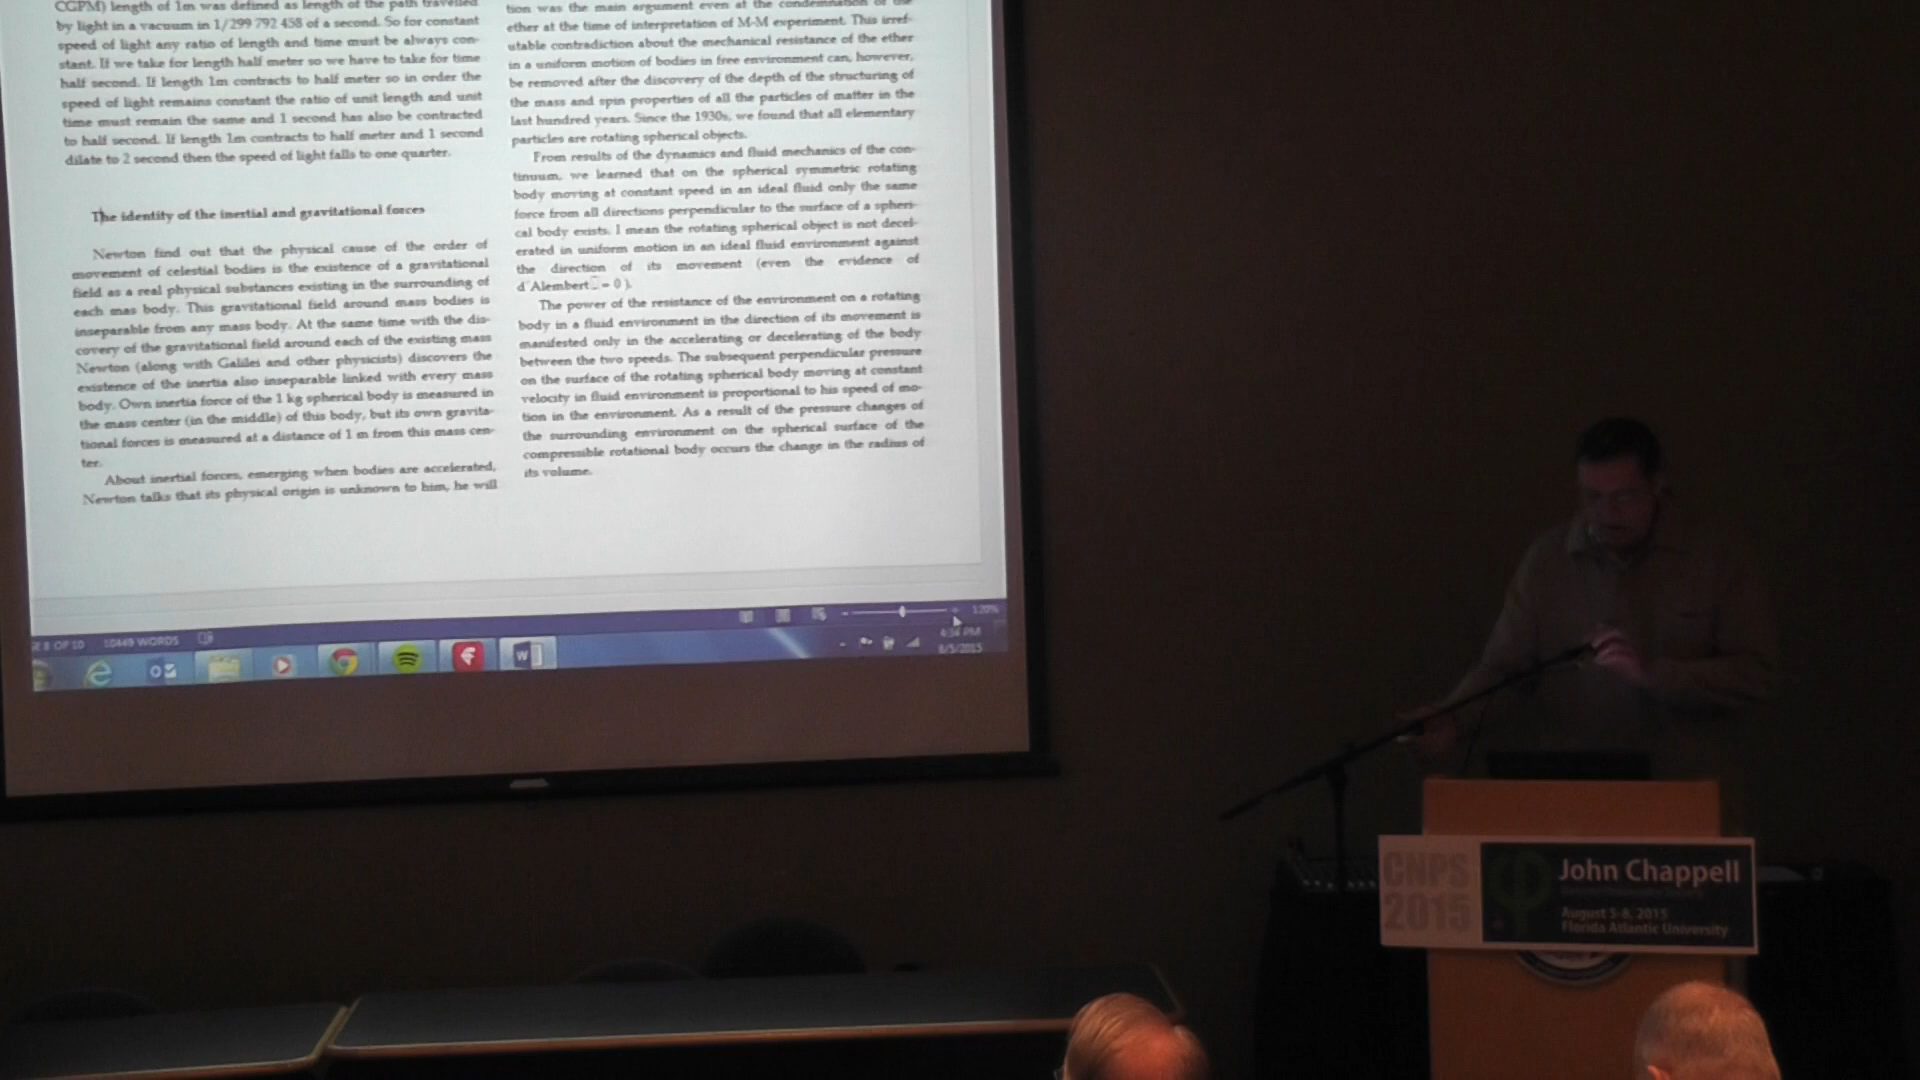 CGPM) length of 1m was defined as length of the path travelled
by light in a vacuum in 1/299 792 458 of a second. So for constant
speed of light any ratio of length and time must be always con-
stant. If we take for length half meter so we have to take for time
half second. If length 1m contracts to half meter so in order the
speed of light remains constant the ratio of unit length and unit
time must remain the same and 1 second has also be contracted
to half second. If length 1m contracts to half meter and 1 second
dilate to 2 second then the speed of light falls to one quarter.
The identity of the inertial and gravitational forces
Newton find out that the physical cause of the order of
movement of celestial bodies is the existence of a gravitational
field as a real physical substances existing in the surrounding of
each mas body. This gravitational field around mass bodies is
inseparable from any mass body. At the same time with the dis-
covery of the gravitational field around each of the existing mass
Newton (along with Galilei and other physicists) discovers the
existence of the inertia also inseparable linked with every mass
body. Own inertia force of the 1 kg spherical body is measured in
the mass center (in the middle) of this body, but its own gravita-
tional forces is measured at a distance of 1 m from this mass cen-
ter.
About inertial forces, emerging when bodies are accelerated,
Newton talks that its physical origin is unknown to him, he will
tion was the main argument even at the condemnation of the
ether at the time of interpretation of M-M experiment. This irref-
utable contradiction about the mechanical resistance of the ether
in a uniform motion of bodies in free environment can, however,
be removed after the discovery of the depth of the structuring of
the mass and spin properties of all the particles of matter in the
last hundred years. Since the 1930s, we found that all elementary
particles are rotating spherical objects.
From results of the dynamics and fluid mechanics of the con-
tinuum, we learned that on the spherical symmetric rotating
body moving at constant speed in an ideal fluid only the same
force from all directions perpendicular to the surface of a spheri-
cal body exists. I mean the rotating spherical object is not decel-
erated in uniform motion in an ideal fluid environment against
the direction of its movement (even the evidence of
d'Alembert = 0 ).
The power of the resistance of the environment on a rotating
body in a fluid environment in the direction of its movement is
manifested only in the accelerating or decelerating of the body
between the two speeds. The subsequent perpendicular pressure
on the surface of the rotating spherical body moving at constant
velocity in fluid environment is proportional to his speed of mo-
tion in the environment. As a result of the pressure changes of
the surrounding environment on the spherical surface of the
compressible rotational body occurs the change in the radius of
its volume.
8 OF 10 10449 WORDS
120%
4:34 PM
8/5/2015
CNPS
2015
John Chappell
August 5-8, 2015
Florida Atlantic University